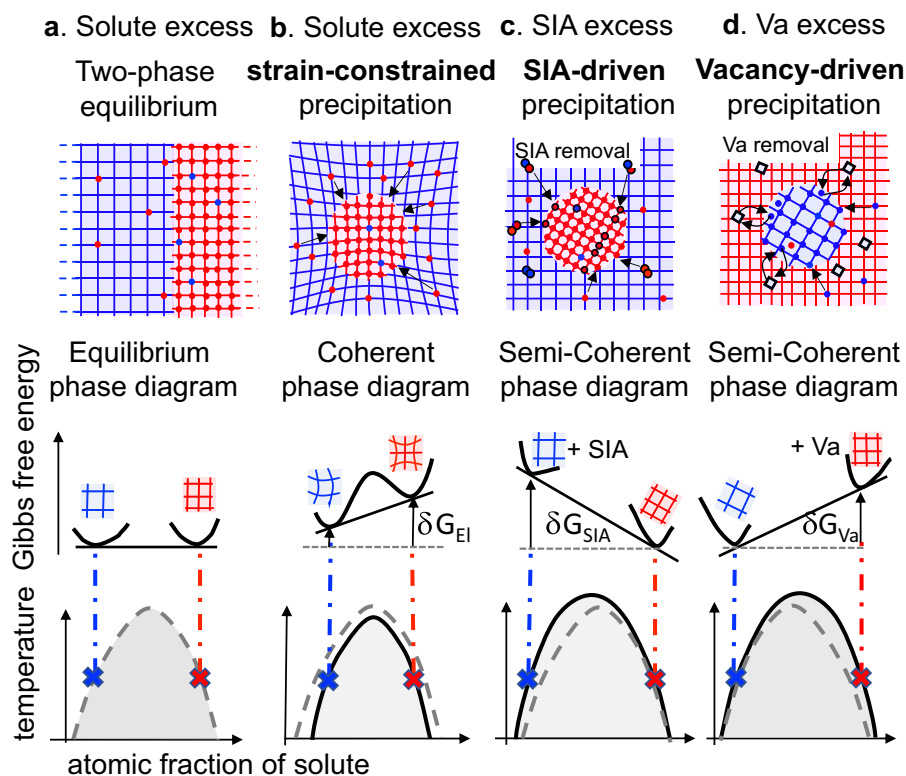 a. Solute excess
Two-phase
equilibrium
b. Solute excess
strain-constrained
precipitation
c. SIA excess
SIA-driven
precipitation
d. Va excess
Vacancy-driven
precipitation
SIA removal
Va removal
Equilibrium
phase diagram
Coherent
phase diagram
Semi-Coherent
phase diagram
Semi-Coherent
phase diagram
Gibbs free energy
δG_El
+ SIA
δG_SIA
+ Va
δG_Va
temperature
atomic fraction of solute